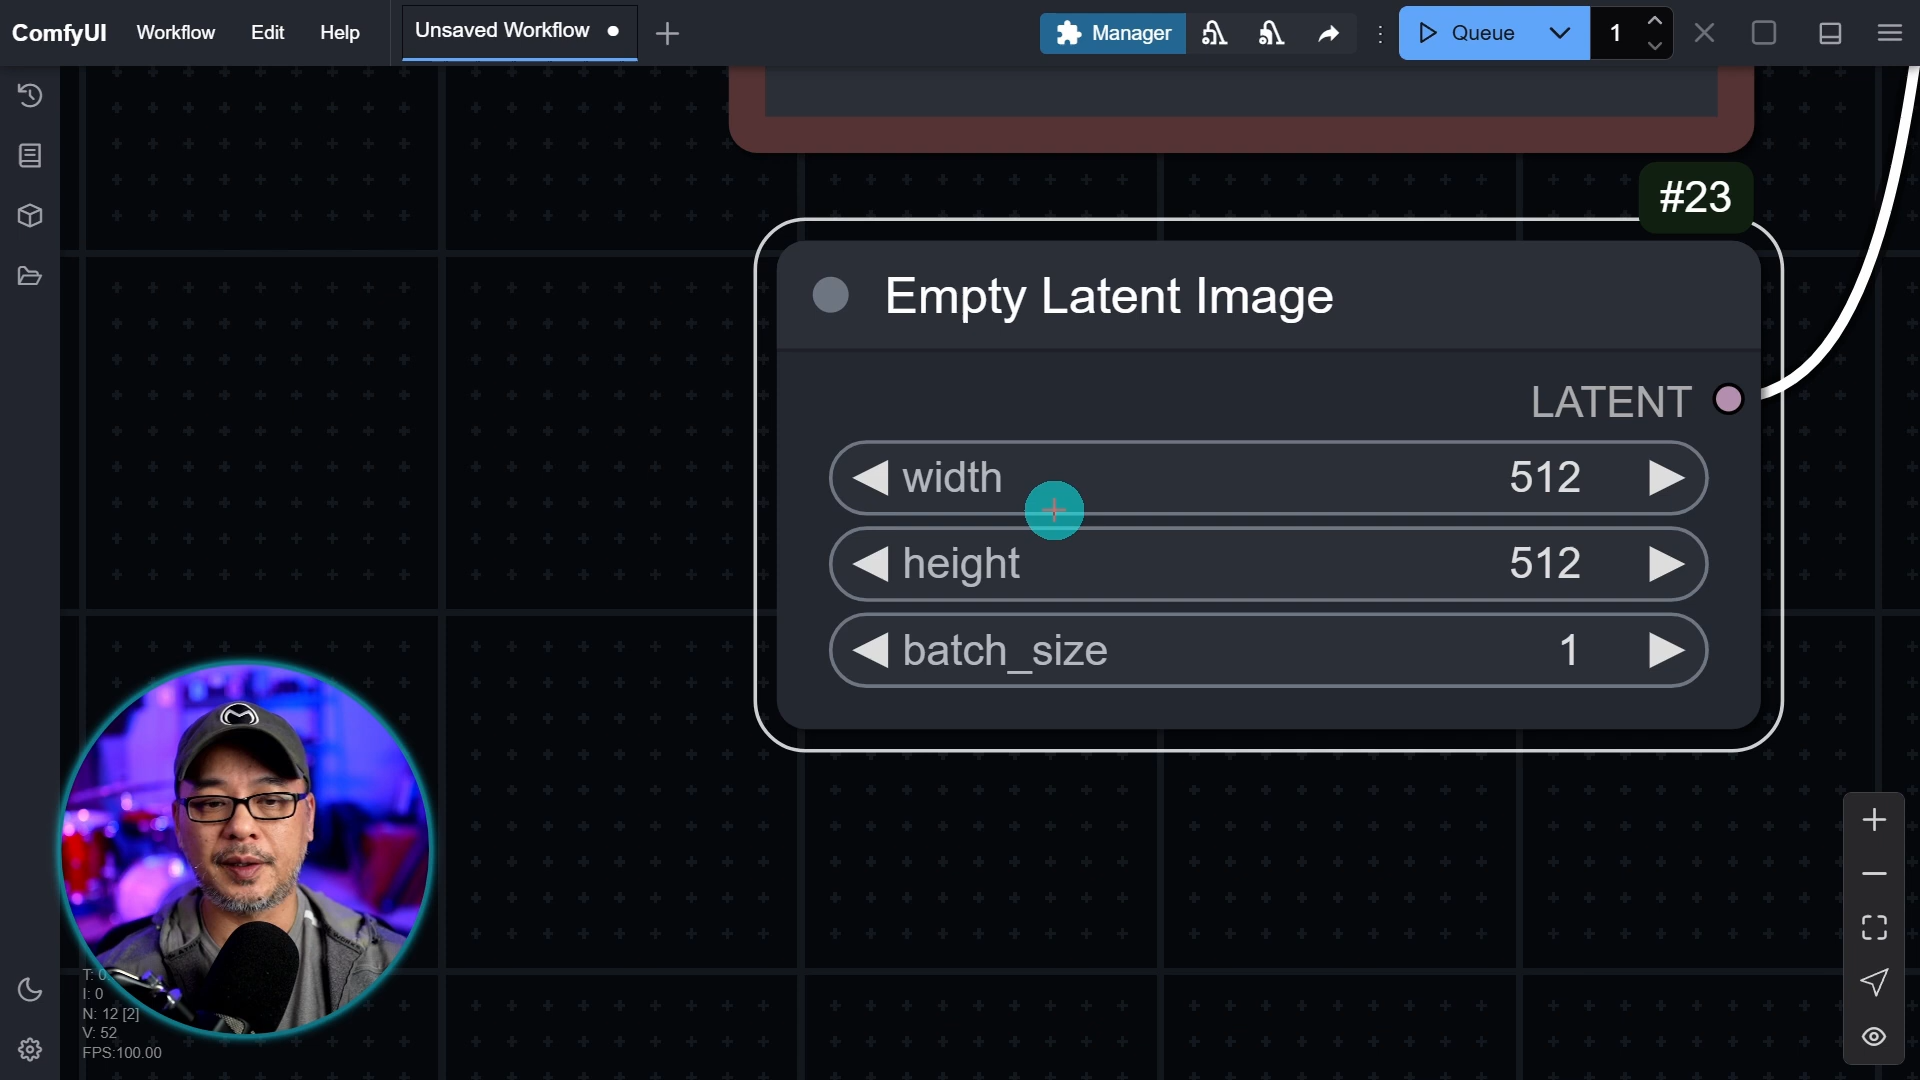 ComfyUI Workflow Edit Help Unsaved Workflow Manager Queue 1
#23
Empty Latent Image
LATENT
width 512
height 512
batch_size 1
T: 0.
I: 0
N: 12 [2]
V: 52
FPS:100.00